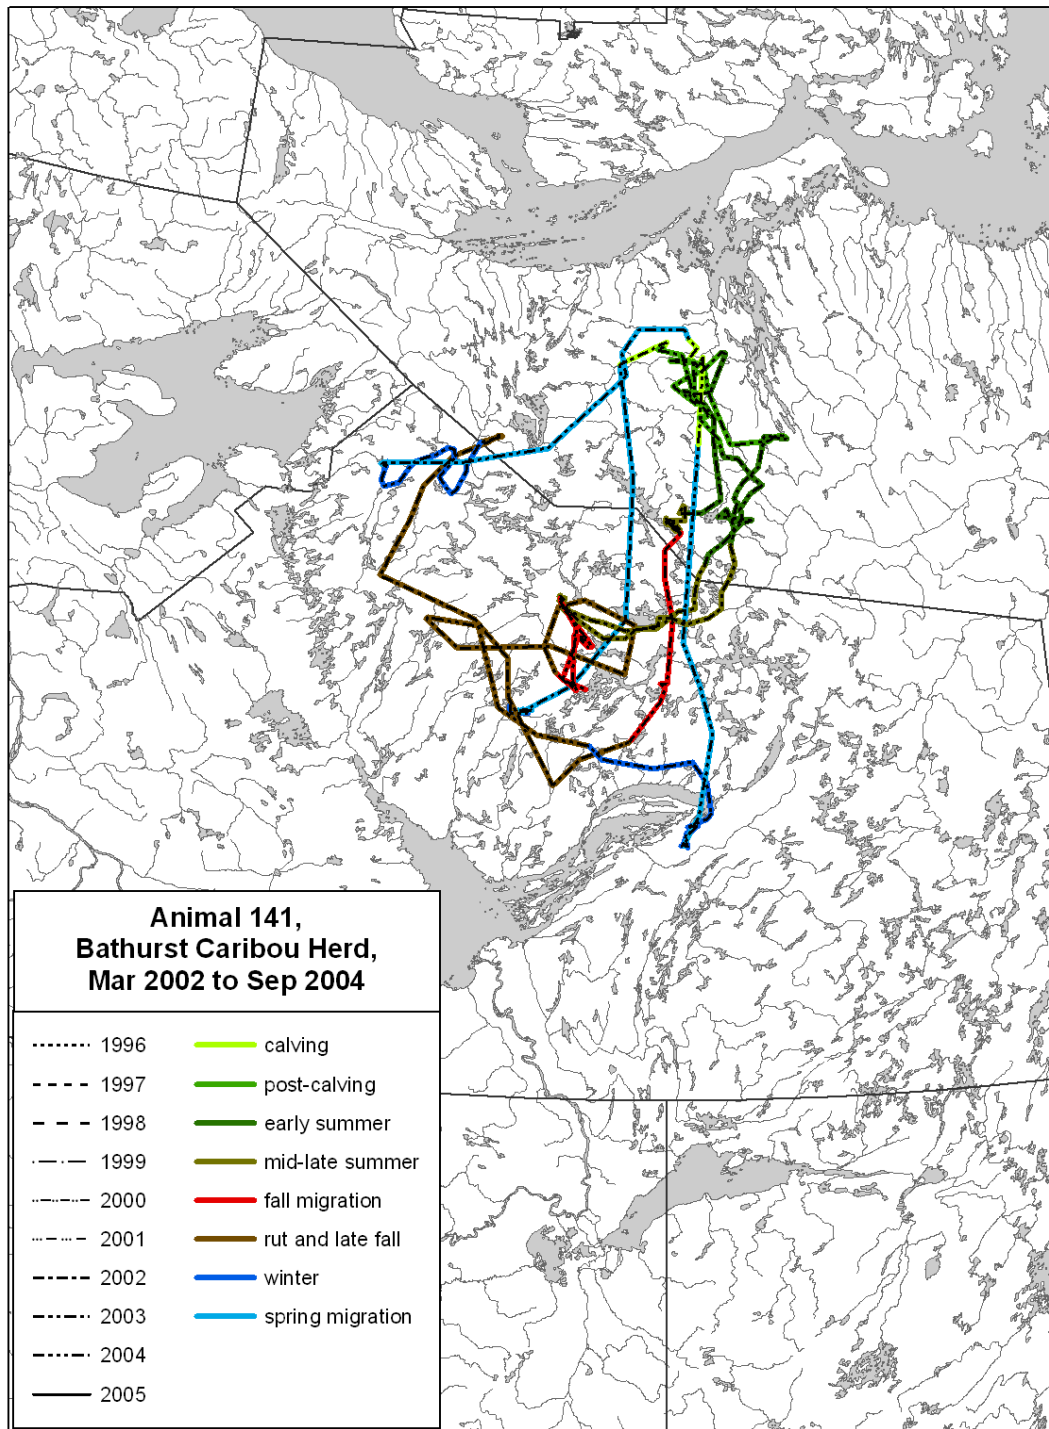 Animal 141,
Bathurst Caribou Herd,
Mar 2002 to Sep 2004
1996
1997
1998
1999
2000
2001
2002
2003
2004
2005
calving
post-calving
early summer
mid-late summer
fall migration
rut and late fall
winter
spring migration